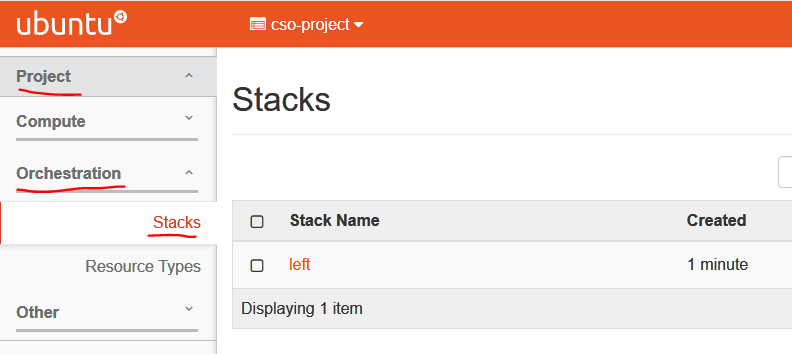 ubuntu
cso-project
Project
Compute
Orchestration
Stacks
Resource Types
Other
Stacks
Stack Name Created
left 1 minute
Displaying 1 item